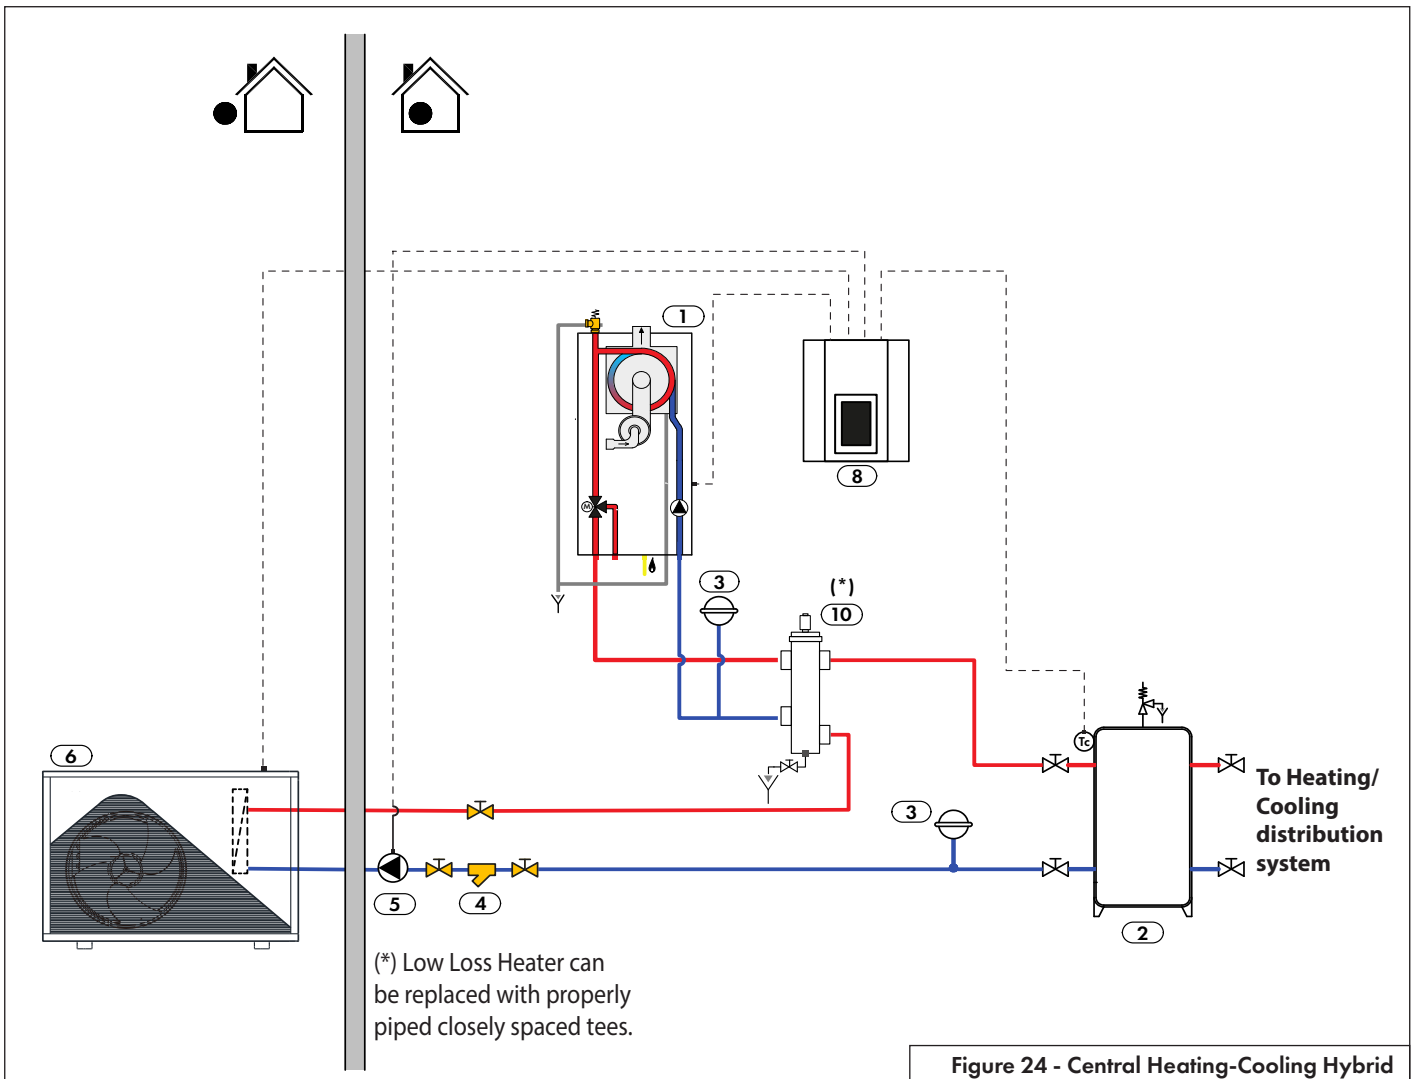 1
8
M
3
(*)
10
6
Tc
3
To Heating/
Cooling
distribution
system
5
4
2
(*) Low Loss Heater can
be replaced with properly
piped closely spaced tees.
Figure 24 - Central Heating-Cooling Hybrid